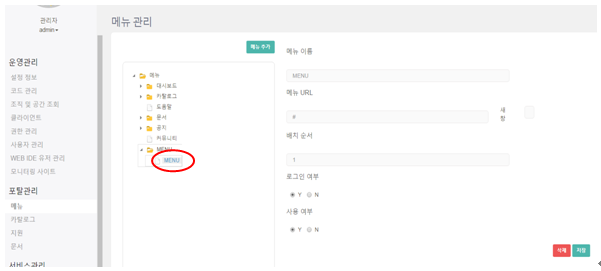 관리자
admin
운영관리
설정 정보
코드 관리
조직 및 공간 조회
클라이언트
권한 관리
사용자 관리
WEB IDE 유저 관리
모니터링 사이트
포탈관리
메뉴
카탈로그
지원
문서
서비스관리
메뉴 관리
메뉴 추가
메뉴
대시보드
카탈로그
도움말
문서
공지
커뮤니티
MENU
MENU
메뉴 이름
MENU
메뉴 URL
#
새
창
배치 순서
1
로그인 여부
Y N
사용 여부
Y N
삭제 저장